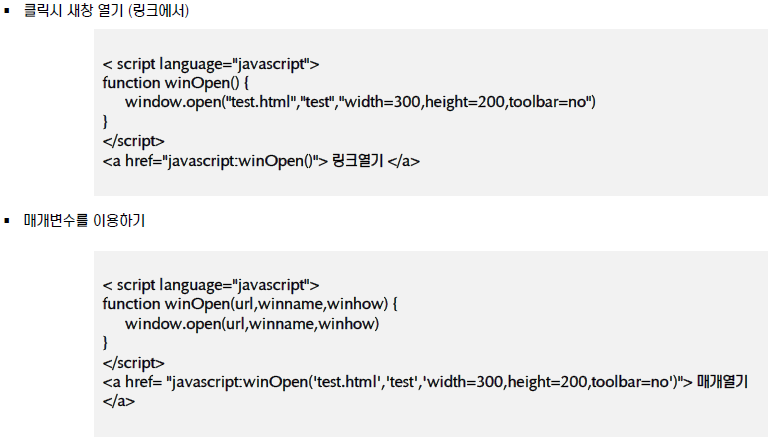 ▪ 클릭시 새창 열기 (링크에서)
< script language="javascript">
function winOpen() {
window.open("test.html","test","width=300,height=200,toolbar=no")
}
</script>
<a href="javascript:winOpen()"> 링크열기 </a>
▪ 매개변수를 이용하기
< script language="javascript">
function winOpen(url,winname,winhow) {
window.open(url,winname,winhow)
}
</script>
<a href= "javascript:winOpen('test.html','test','width=300,height=200,toolbar=no')"> 매개열기
</a>